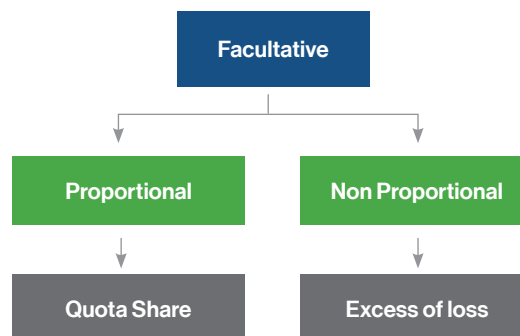 Facultative
Proportional
Non Proportional
Quota Share
Excess of loss